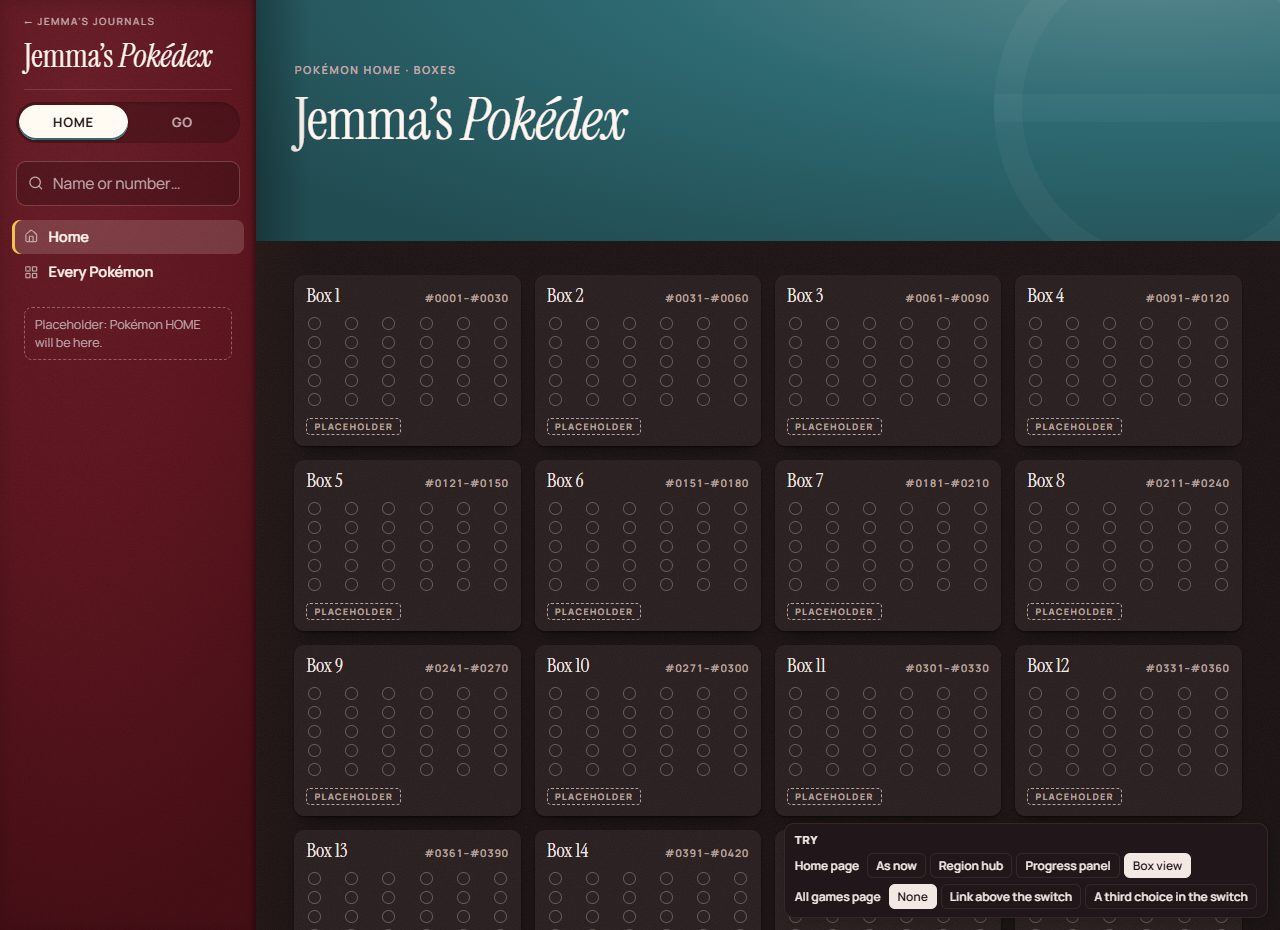 ← JEMMA'S JOURNALS
Jemma's Pokédex
HOME GO
Name or number...
Home
Every Pokémon
Placeholder: Pokémon HOME
will be here.
POKÉMON HOME · BOXES
Jemma's Pokédex
Box 1 #0001–#0030
PLACEHOLDER
Box 2 #0031–#0060
PLACEHOLDER
Box 3 #0061–#0090
PLACEHOLDER
Box 4 #0091–#0120
PLACEHOLDER
Box 5 #0121–#0150
PLACEHOLDER
Box 6 #0151–#0180
PLACEHOLDER
Box 7 #0181–#0210
PLACEHOLDER
Box 8 #0211–#0240
PLACEHOLDER
Box 9 #0241–#0270
PLACEHOLDER
Box 10 #0271–#0300
PLACEHOLDER
Box 11 #0301–#0330
PLACEHOLDER
Box 12 #0331–#0360
PLACEHOLDER
Box 13 #0361–#0390
Box 14 #0391–#0420
TRY
Home page As now Region hub Progress panel Box view
All games page None Link above the switch A third choice in the switch